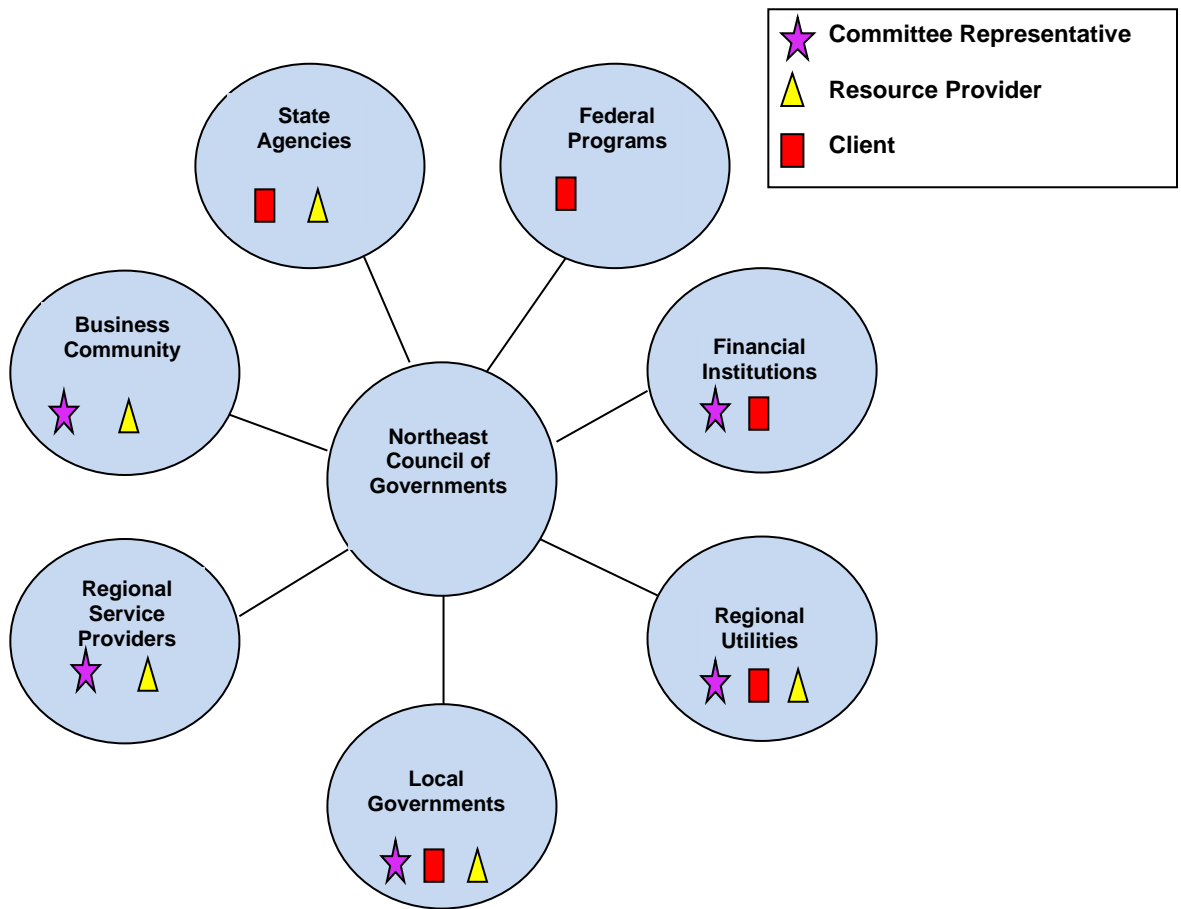 Committee Representative
Resource Provider
Client
State
Agencies
Federal
Programs
Business
Community
Financial
Institutions
Northeast
Council of
Governments
Regional
Service
Providers
Regional
Utilities
Local
Governments